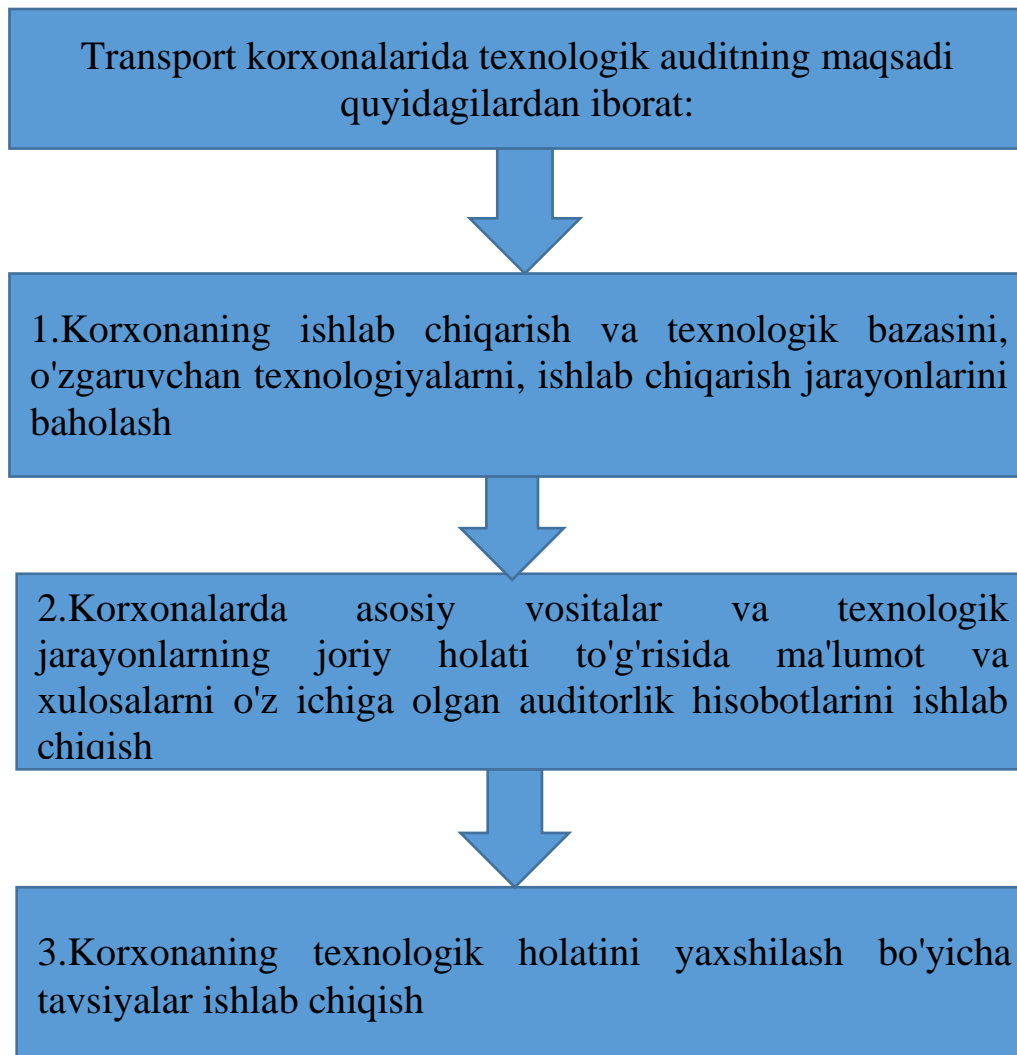 Transport korxonalarida texnologik auditning maqsadi
quyidagilardan iborat:
1.Korxonaning ishlab chiqarish va texnologik bazasini,
o'zgaruvchan texnologiyalarni, ishlab chiqarish jarayonlarini
baholash
2.Korxonalarda asosiy vositalar va texnologik
jarayonlarning joriy holati to'g'risida ma'lumot va
xulosalarni o'z ichiga olgan auditorlik hisobotlarini ishlab
chiqish
3.Korxonaning texnologik holatini yaxshilash bo'yicha
tavsiyalar ishlab chiqish